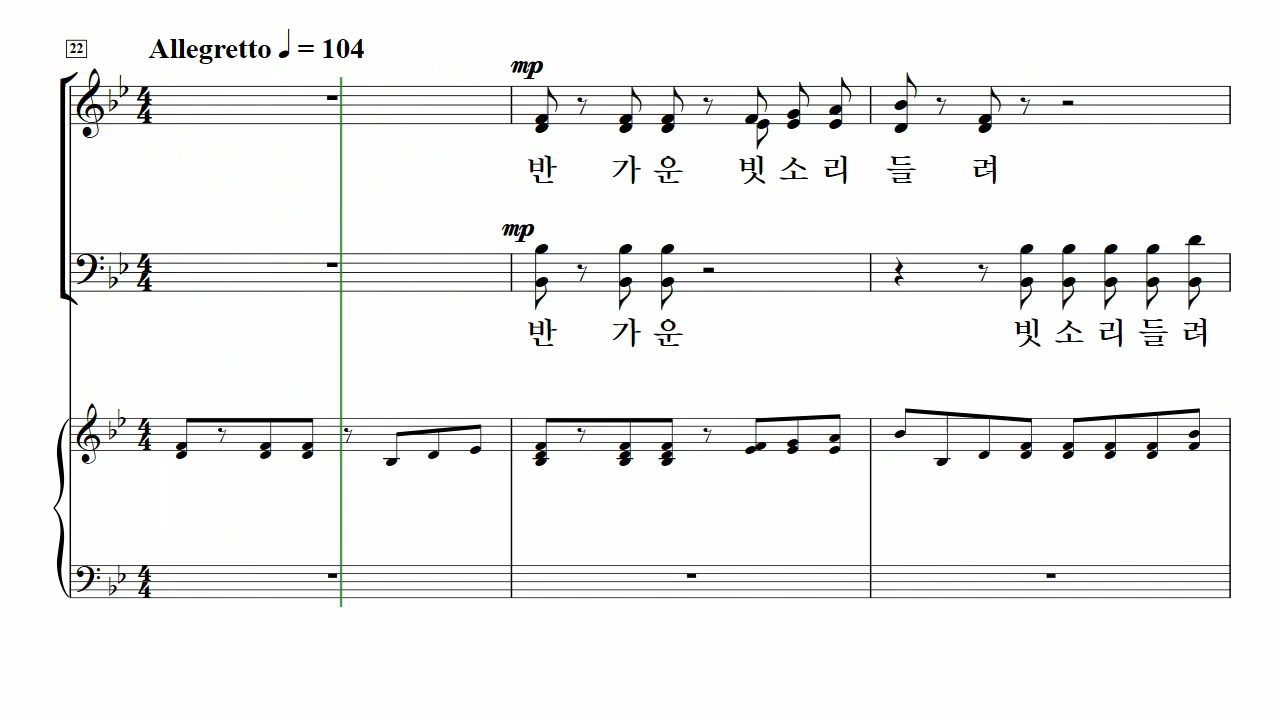 22
Allegretto ♩ = 104
mp
반 가 운 빗 소 리 들 려
mp
반 가 운 빗 소 리 들 려